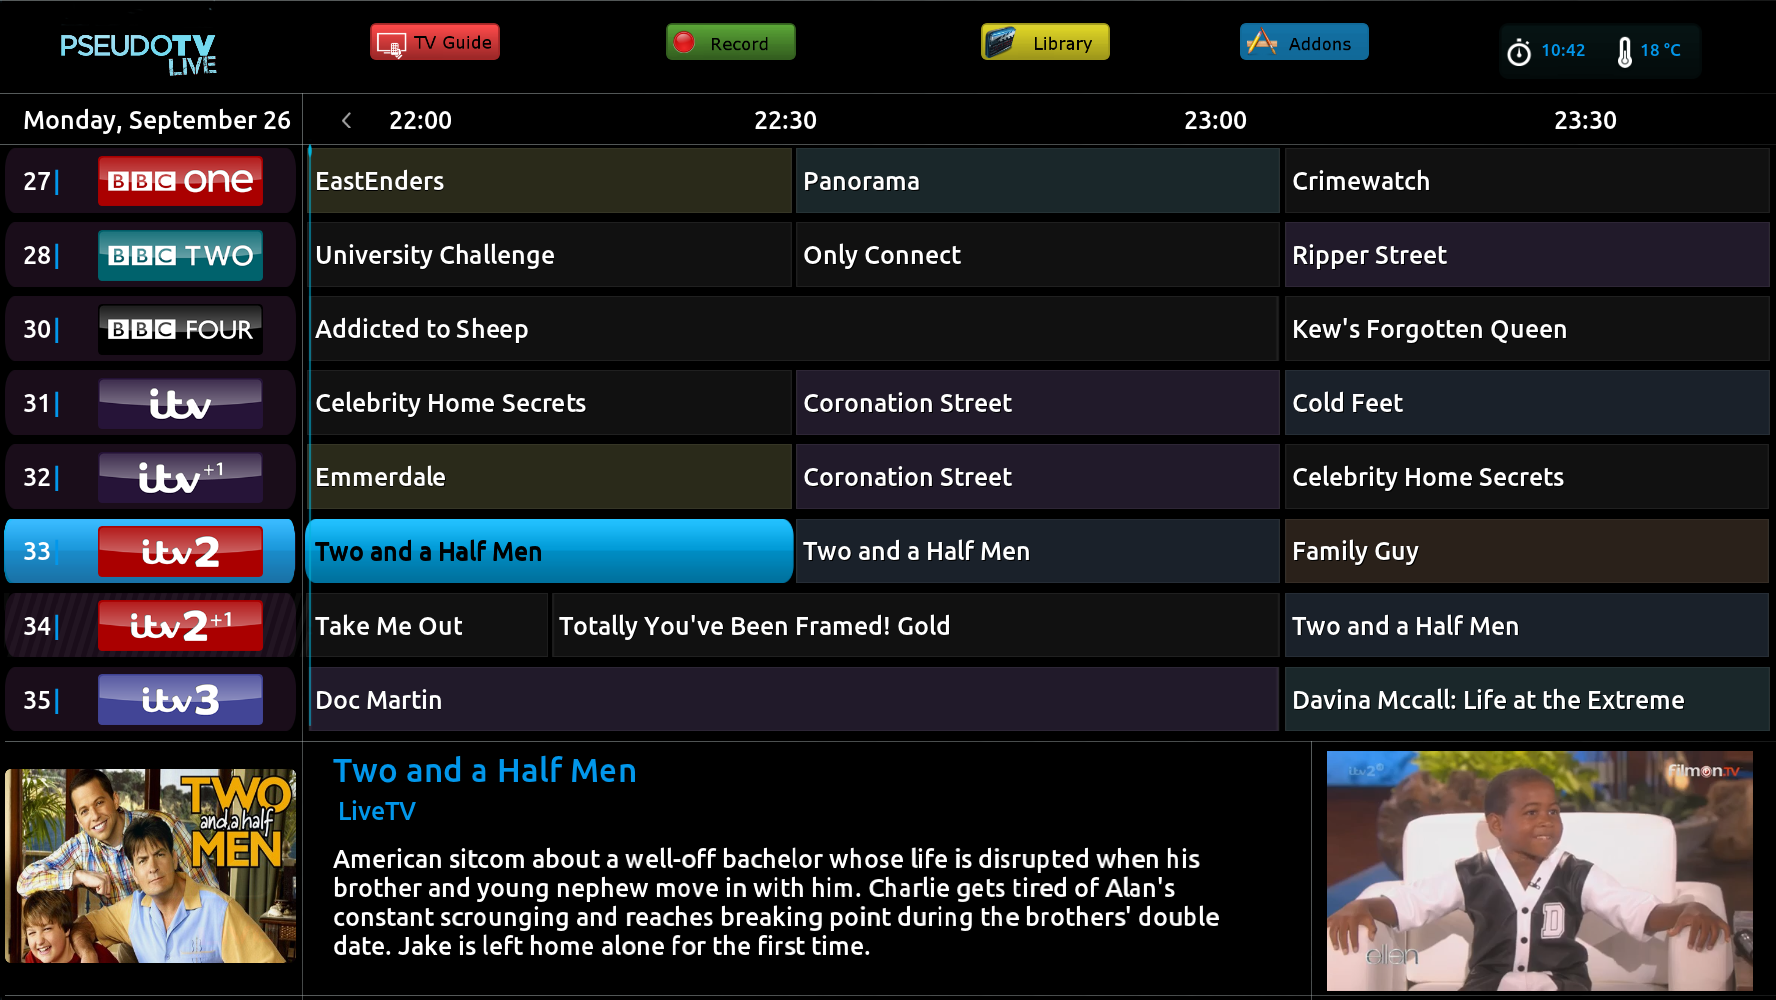 PSEUDOTV LIVE
TV Guide
Record
Library
Addons
10:42
18 °C
Monday, September 26
22:00
22:30
23:00
23:30
27 BBC one
EastEnders
Panorama
Crimewatch
28 BBC TWO
University Challenge
Only Connect
Ripper Street
30 BBC FOUR
Addicted to Sheep
Kew's Forgotten Queen
31 itv
Celebrity Home Secrets
Coronation Street
Cold Feet
32 itv+1
Emmerdale
Coronation Street
Celebrity Home Secrets
33 itv2
Two and a Half Men
Two and a Half Men
Family Guy
34 itv2+1
Take Me Out
Totally You've Been Framed! Gold
Two and a Half Men
35 itv3
Doc Martin
Davina Mccall: Life at the Extreme
TWO
and a half
MEN
Two and a Half Men
LiveTV
American sitcom about a well-off bachelor whose life is disrupted when his
brother and young nephew move in with him. Charlie gets tired of Alan's
constant scrounging and reaches breaking point during the brothers' double
date. Jake is left home alone for the first time.
itv2
filmon.TV
D
ellen